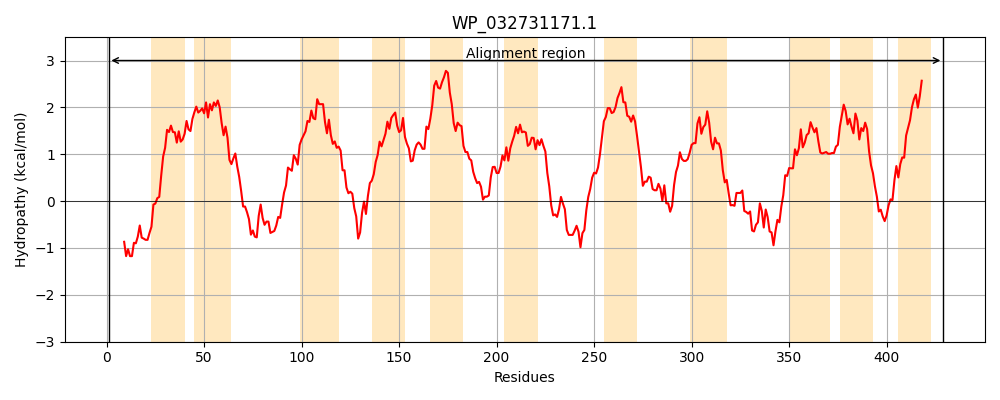 WP_032731171.1
Alignment region
Hydropathy (kcal/mol)
3
2
1
0
−1
−2
−3
0 50 100 150 200 250 300 350 400
Residues